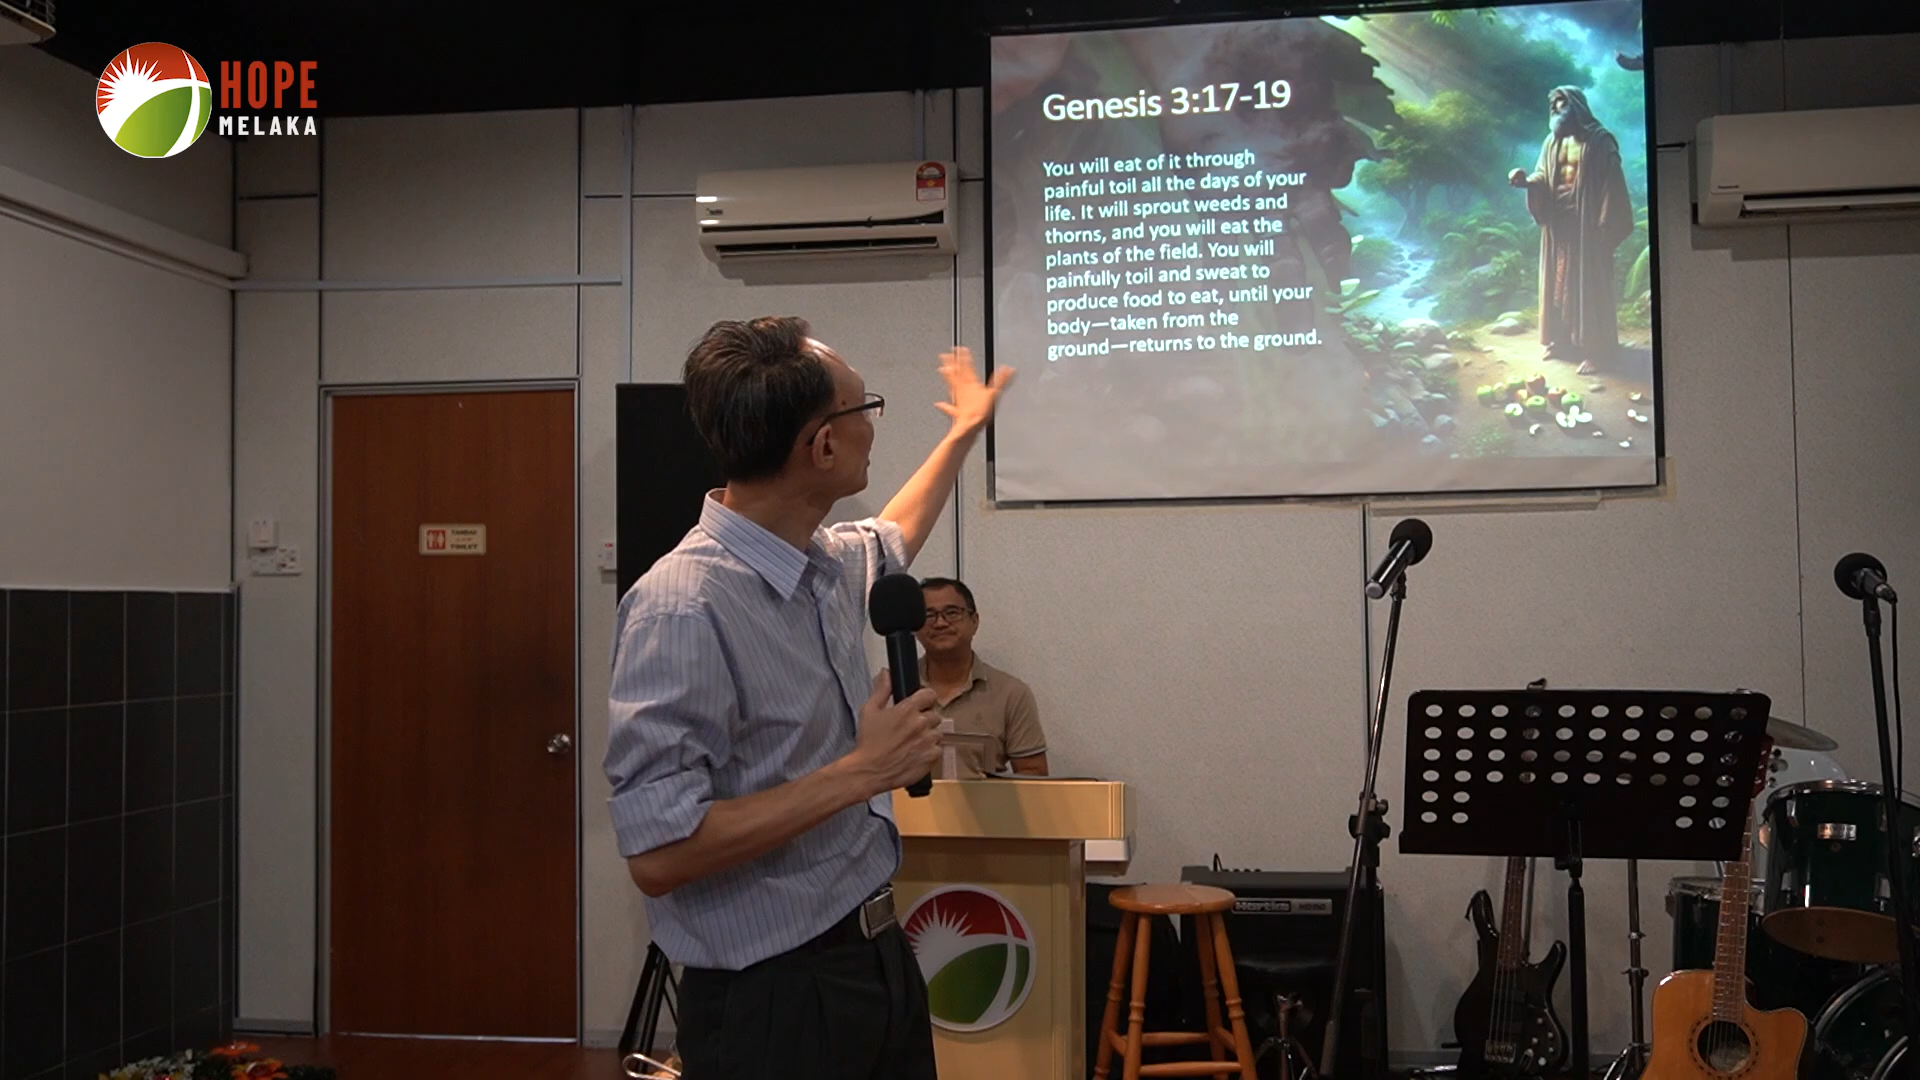 HOPE
MELAKA
Genesis 3:17-19
You will eat of it through
painful toil all the days of your
life. It will sprout weeds and
thorns, and you will eat the
plants of the field. You will
painfully toil and sweat to
produce food to eat, until your
body—taken from the
ground—returns to the ground.
TANDAS
TOILET
Hartke